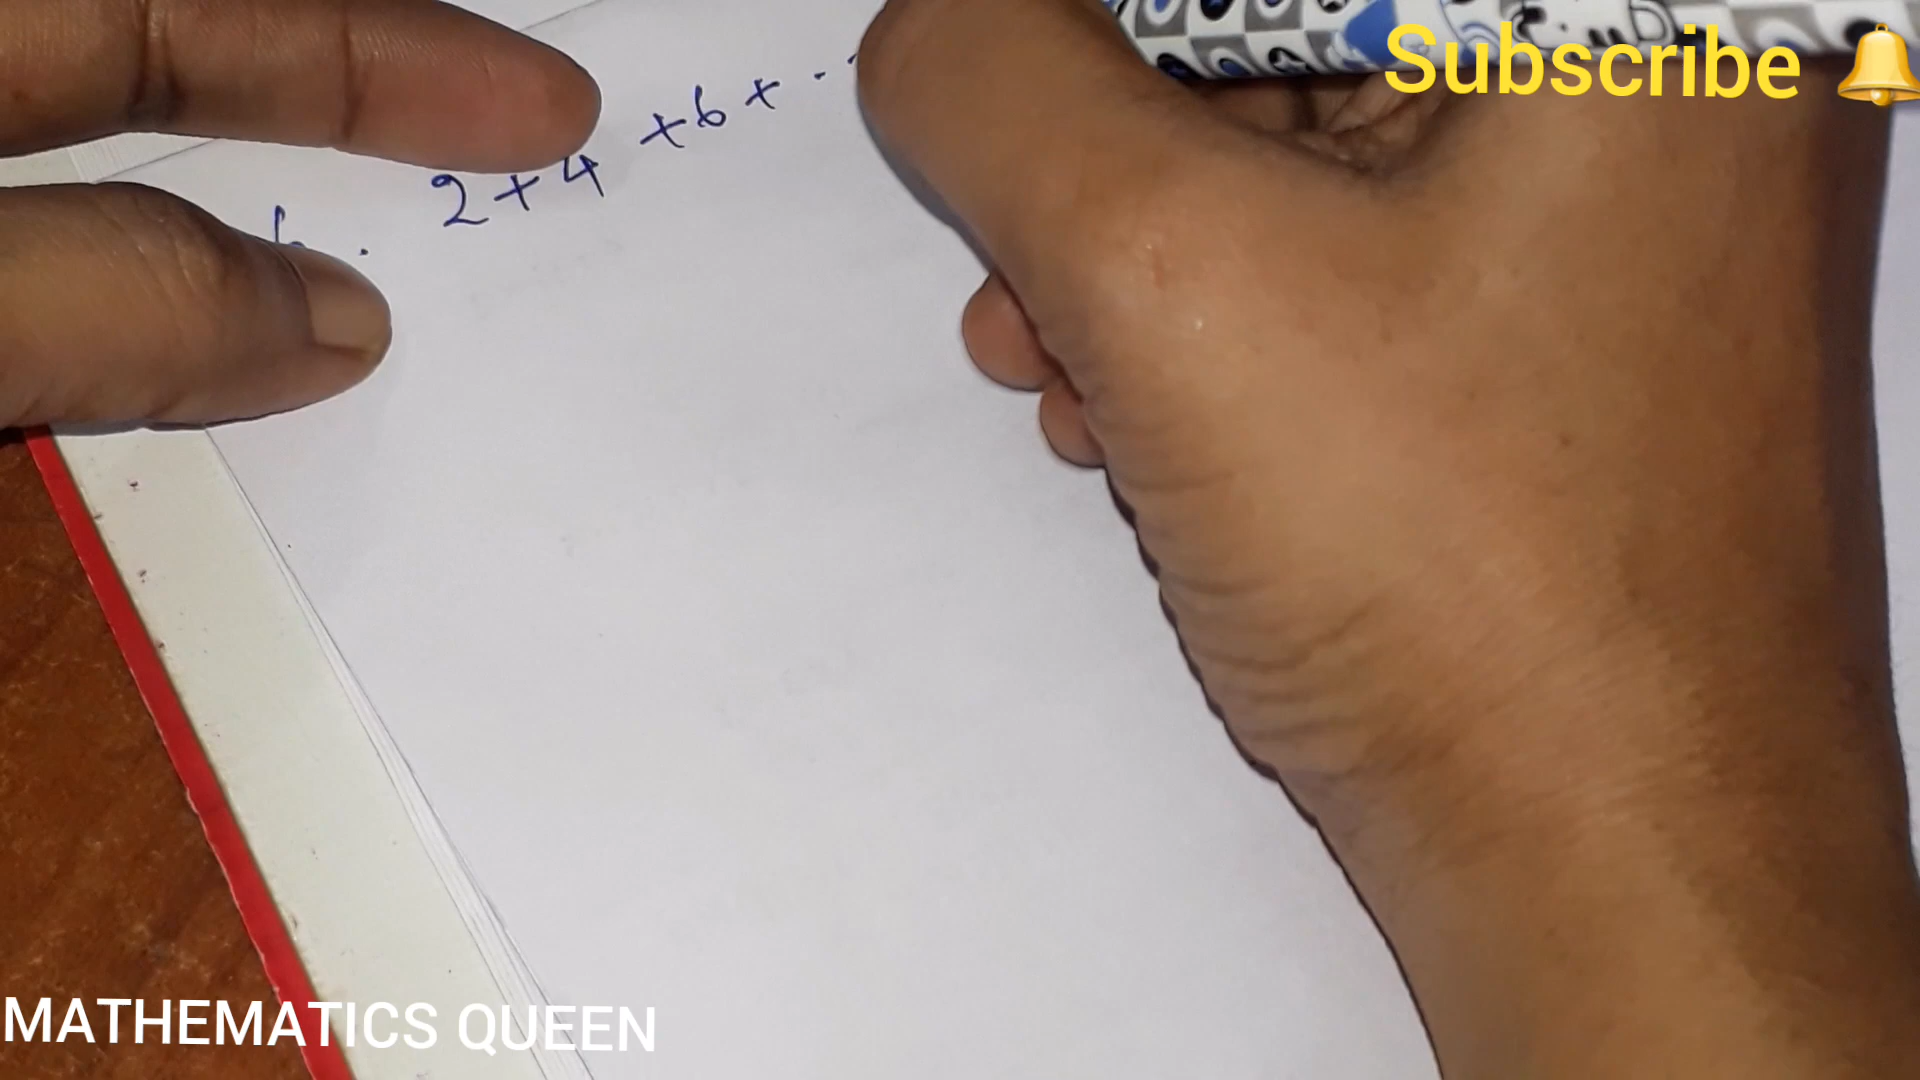 Subscribe 🔔
b. 2 + 4 + 6 + . .
MATHEMATICS QUEEN